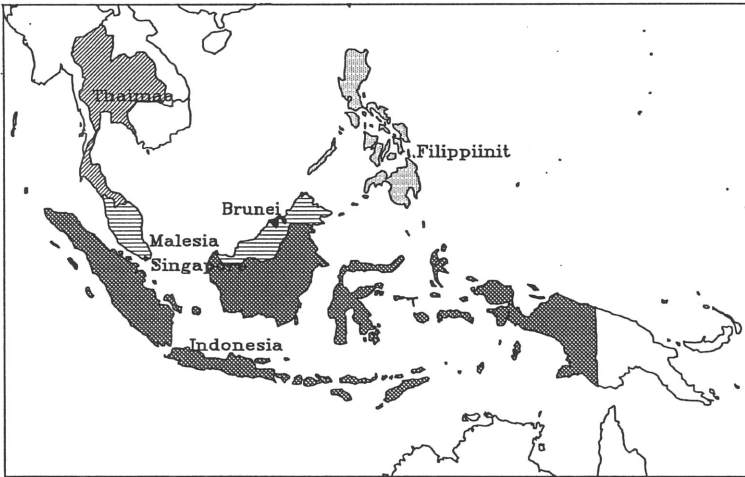 Thaimaa
Filippiinit
Brunei
Malesia
Singapore
Indonesia